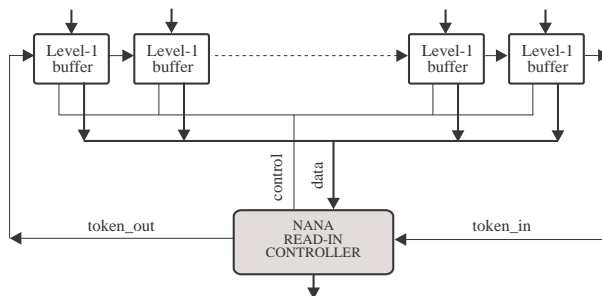 Level-1
buffer
Level-1
buffer
Level-1
buffer
Level-1
buffer
control
data
token_out
NANA
READ-IN
CONTROLLER
token_in